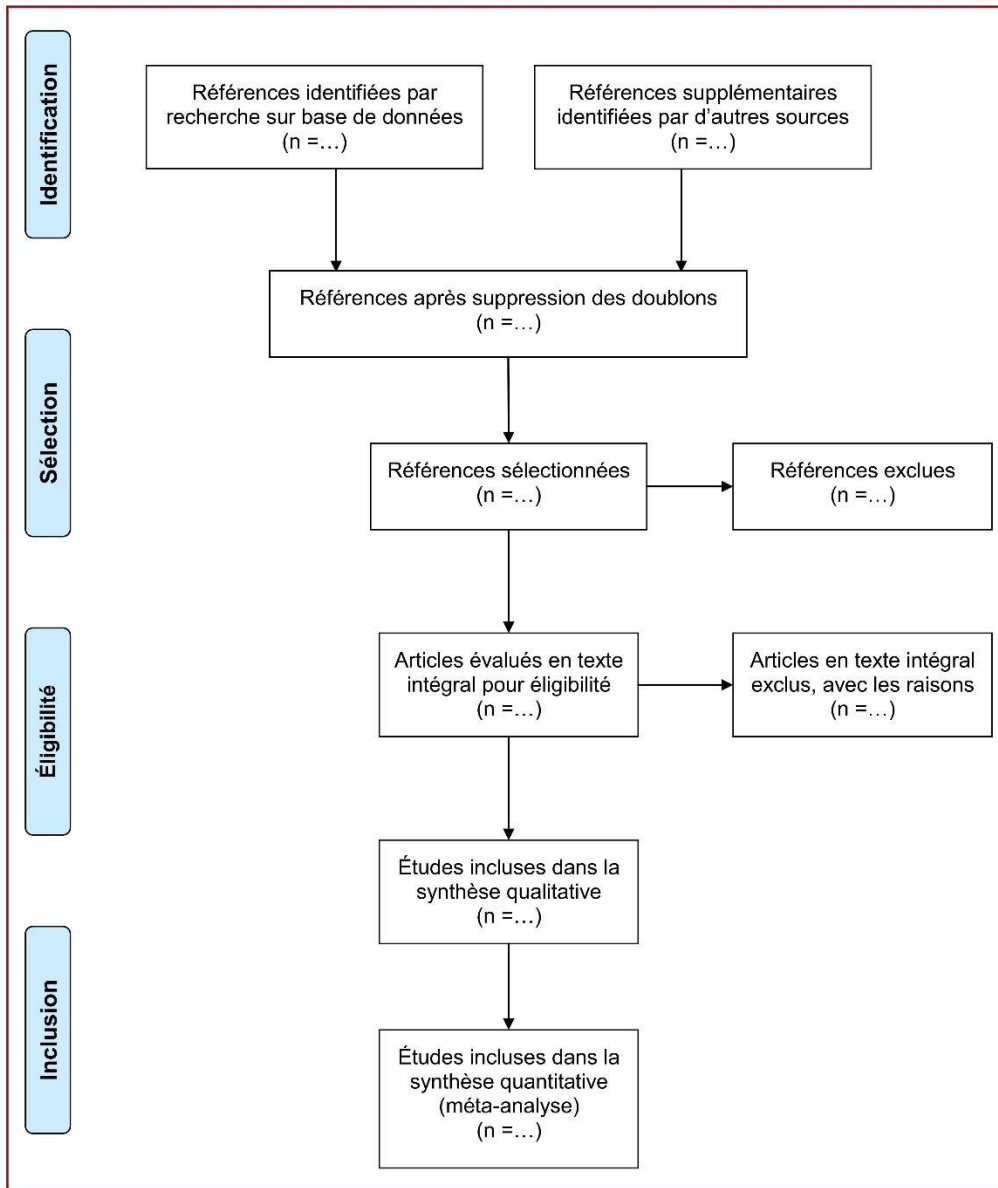 Identification
Références identifiées par
recherche sur base de données
(n =…)
Références supplémentaires
identifiées par d’autres sources
(n =…)
Références après suppression des doublons
(n =…)
Sélection
Références sélectionnées
(n =…)
Références exclues
(n =…)
Éligibilité
Articles évalués en texte
intégral pour éligibilité
(n =…)
Articles en texte intégral
exclus, avec les raisons
(n =…)
Études incluses dans la
synthèse qualitative
(n =…)
Inclusion
Études incluses dans la
synthèse quantitative
(méta-analyse)
(n =…)